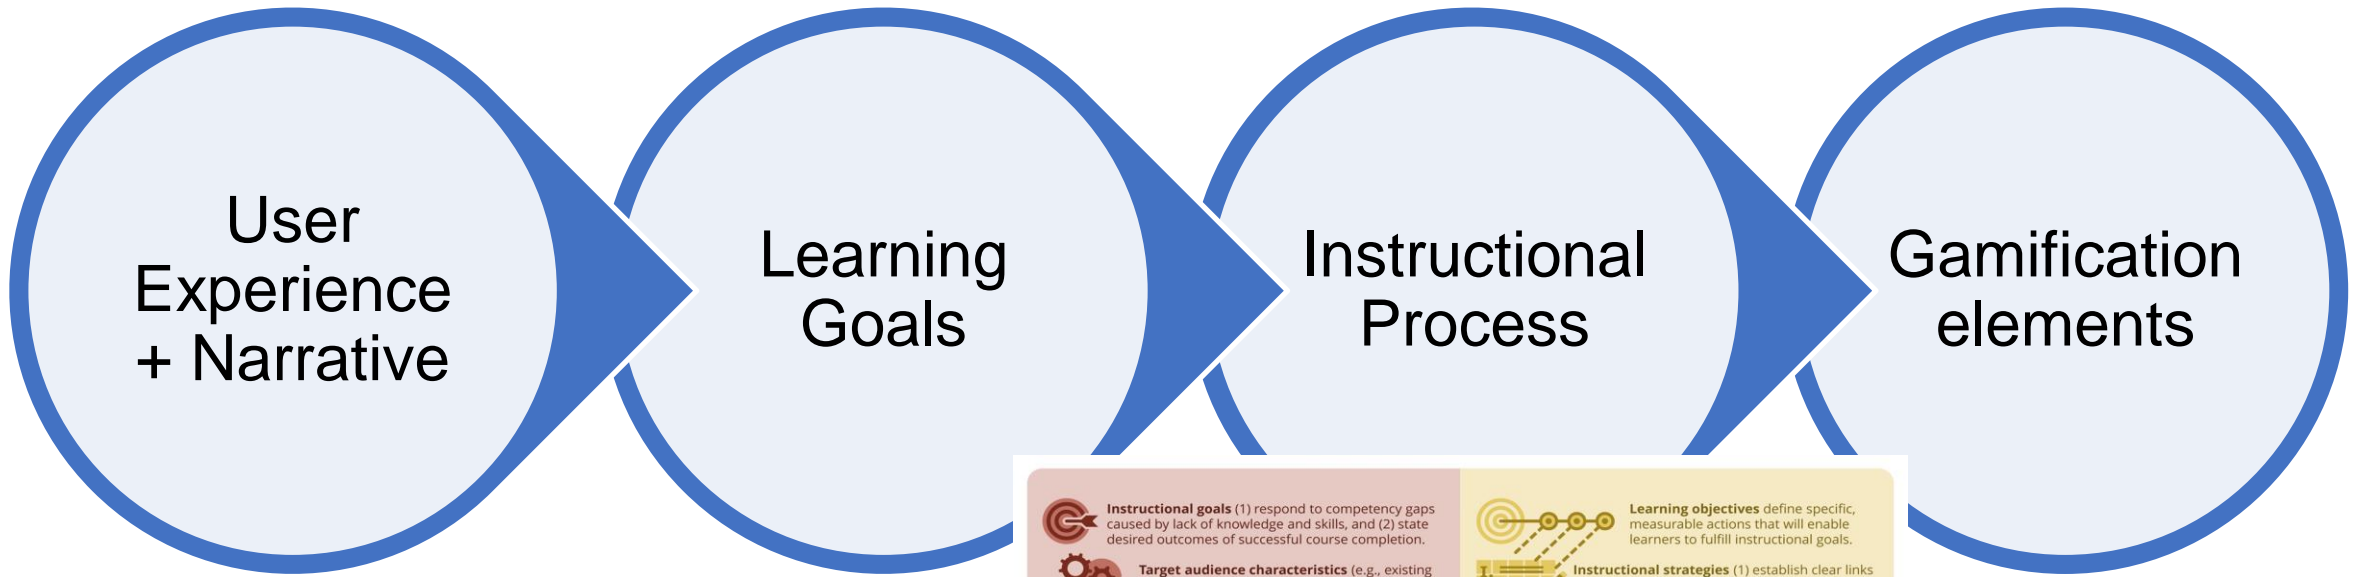 User
Experience
+ Narrative
Learning
Goals
Instructional
Process
Gamification
elements
Instructional goals (1) respond to competency gaps
caused by lack of knowledge and skills, and (2) state
desired outcomes of successful course completion.
Target audience characteristics (e.g., existing
Learning objectives define specific,
measurable actions that will enable
learners to fulfill instructional goals.
Instructional strategies (1) establish clear links